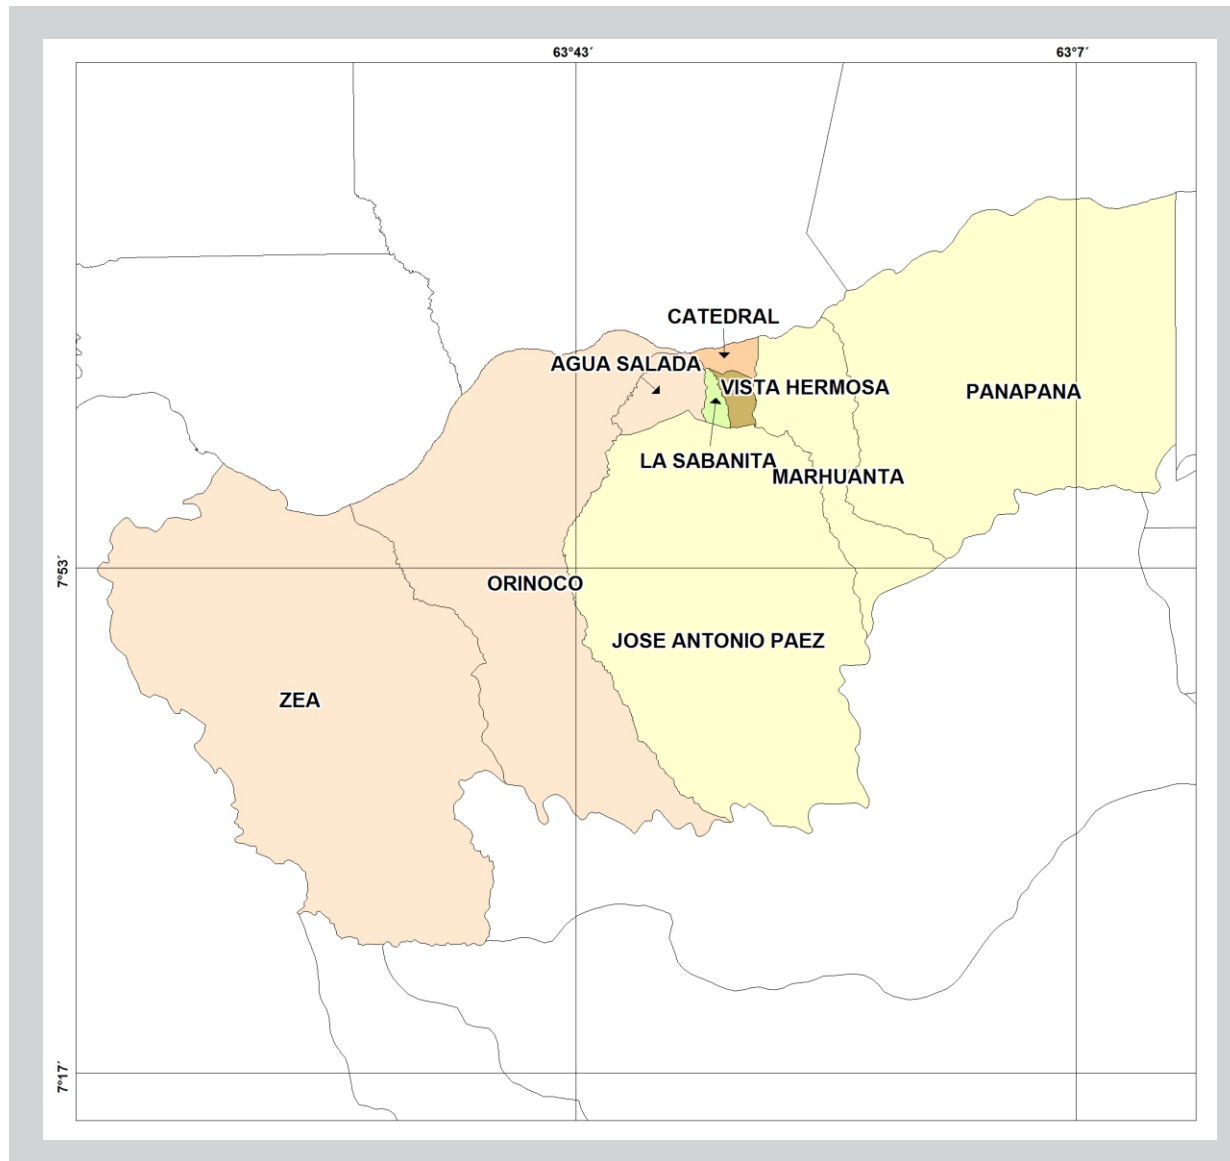 63°43´
63°7´
CATEDRAL
AGUA SALADA
VISTA HERMOSA
PANAPANA
LA SABANITA
MARHUANTA
7°53´
ORINOCO
JOSE ANTONIO PAEZ
ZEA
7°17´